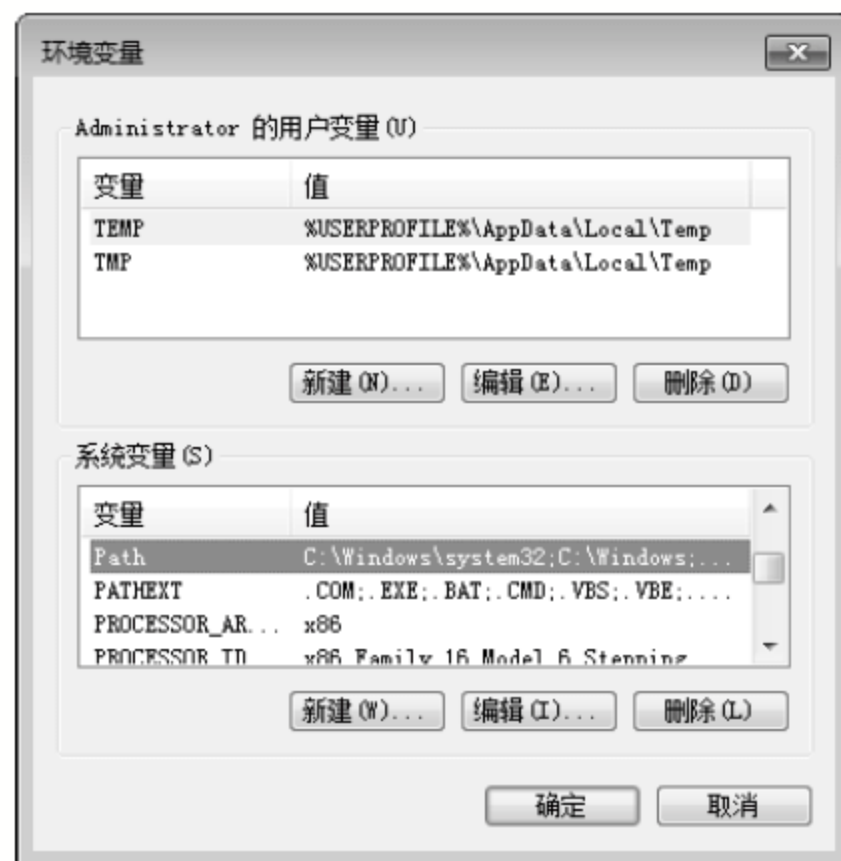 环境变量
Administrator 的用户变量(U)
变量 值
TEMP %USERPROFILE%\AppData\Local\Temp
TMP %USERPROFILE%\AppData\Local\Temp
新建(N)... 编辑(E)... 删除(D)
系统变量(S)
变量 值
Path C:\Windows\system32;C:\Windows;...
PATHEXT .COM;.EXE;.BAT;.CMD;.VBS;.VBE;....
PROCESSOR_AR... x86
PROCESSOR_ID x86 Family 16 Model 6 Stepping
新建(W)... 编辑(I)... 删除(L)
确定 取消